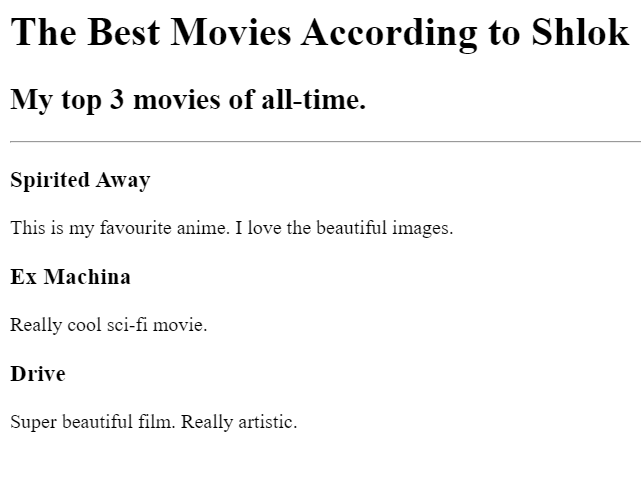 The Best Movies According to Shlok
My top 3 movies of all-time.
Spirited Away
This is my favourite anime. I love the beautiful images.
Ex Machina
Really cool sci-fi movie.
Drive
Super beautiful film. Really artistic.